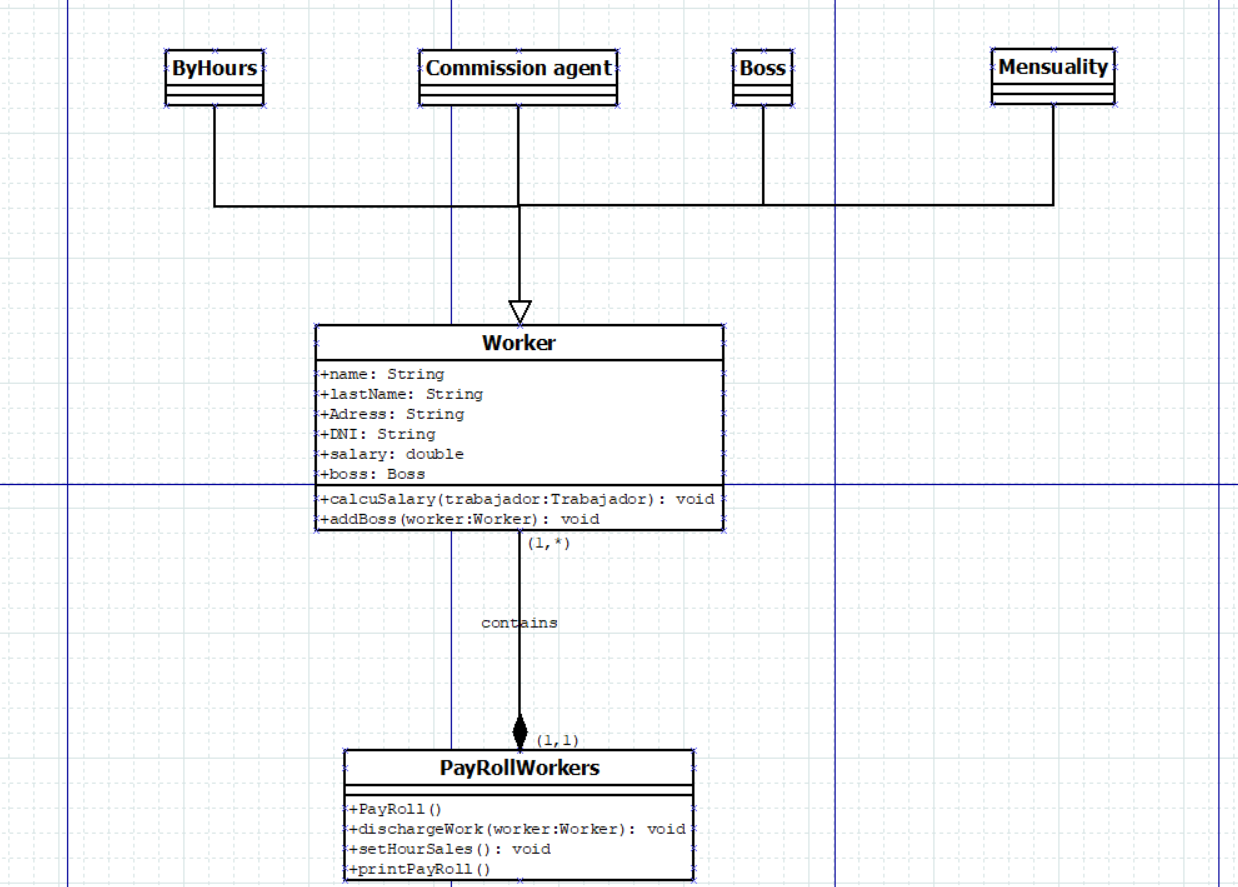 ByHours
Commission agent
Boss
Mensuality
Worker
+name: String
+lastName: String
+Adress: String
+DNI: String
+salary: double
+boss: Boss
+calcuSalary(trabajador:Trabajador): void
+addBoss(worker:Worker): void
(1,*)
contains
(1,1)
PayRollWorkers
+PayRoll()
+dischargeWork(worker:Worker): void
+setHourSales(): void
+printPayRoll()